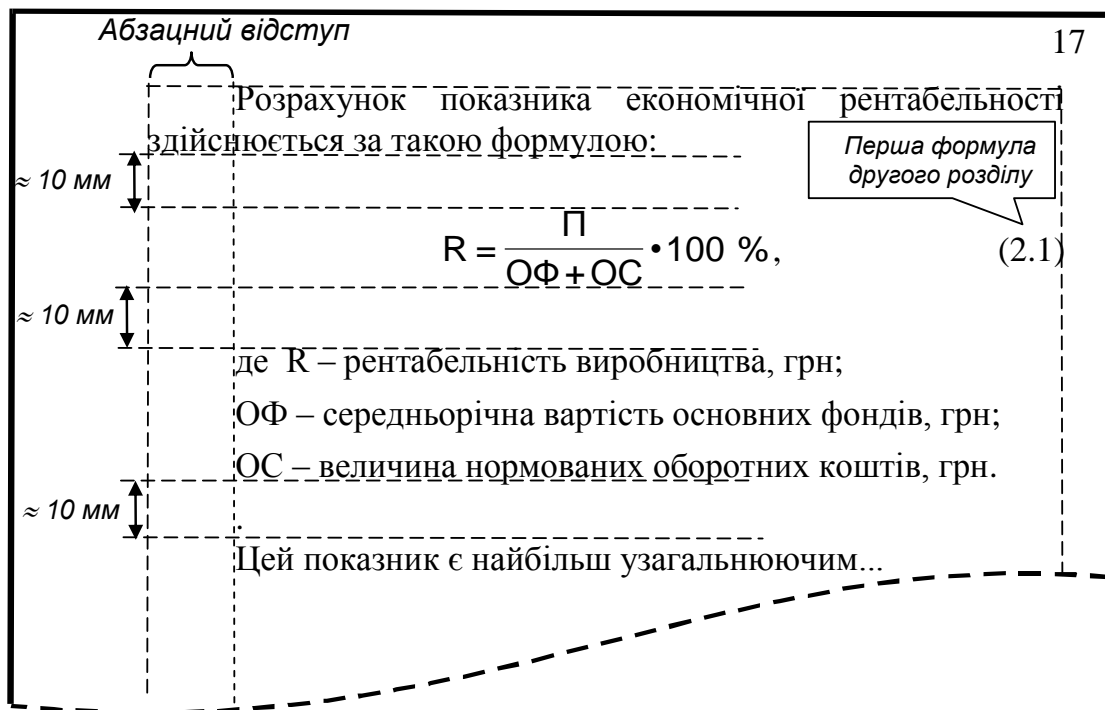 Абзацний відступ
17
Розрахунок показника економічної рентабельності
здійснюється за такою формулою:
Перша формула
другого розділу
≈ 10 мм
R = П / (ОФ + ОС) • 100 %, (2.1)
≈ 10 мм
де R – рентабельність виробництва, грн;
ОФ – середньорічна вартість основних фондів, грн;
ОС – величина нормованих оборотних коштів, грн.
≈ 10 мм
.
Цей показник є найбільш узагальнюючим...